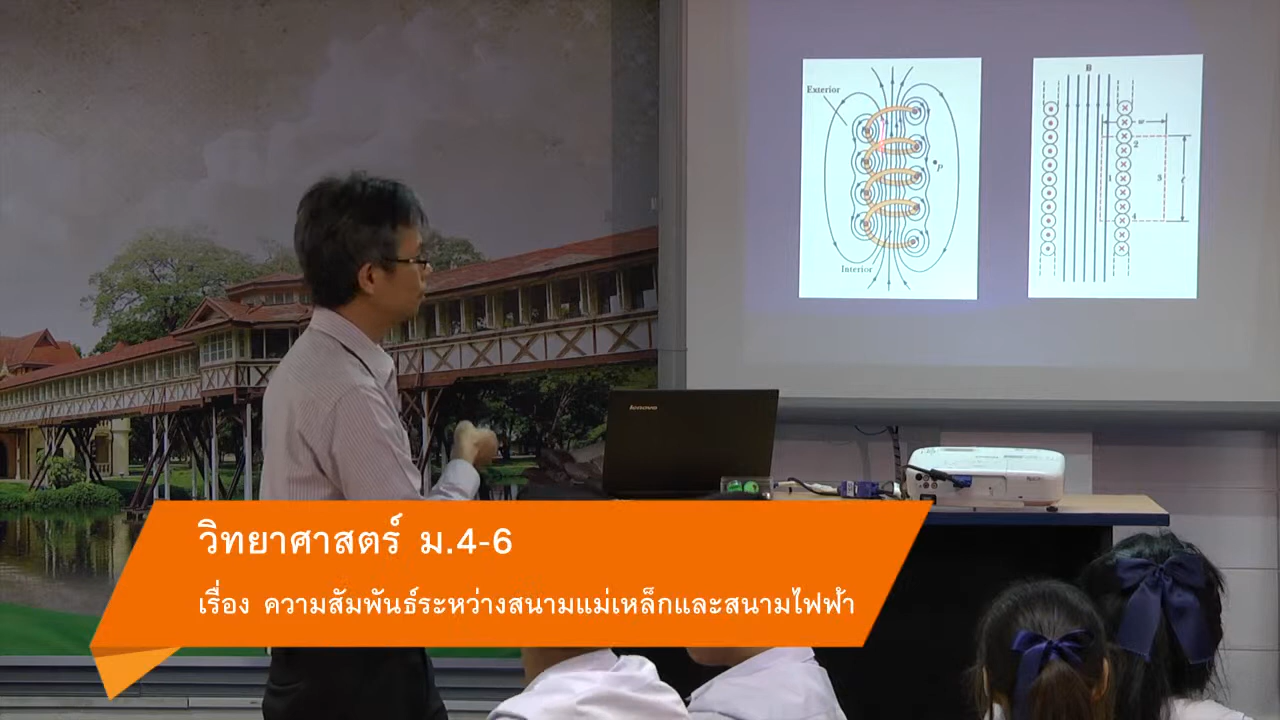 Exterior
P
Interior
B
w
2
1
3
ℓ
4
lenovo
วิทยาศาสตร์ ม.4-6
เรื่อง ความสัมพันธ์ระหว่างสนามแม่เหล็กและสนามไฟฟ้า